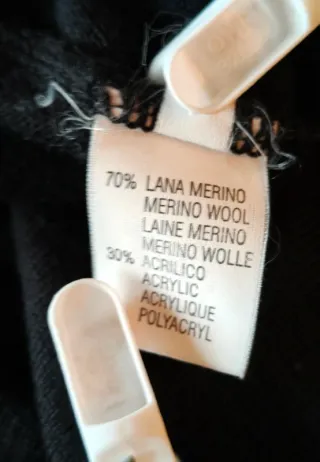 70% LANA MERINO
MERINO WOOL
LAINE MERINO
MERINO WOLLE
30% ACRILICO
ACRYLIC
ACRYLIQUE
POLYACRYL